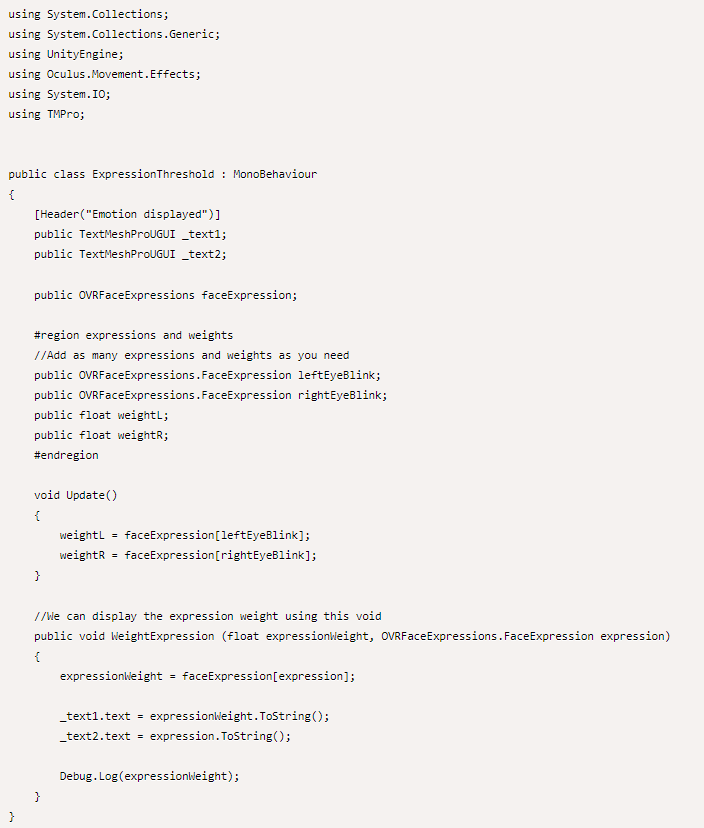 using System.Collections;
using System.Collections.Generic;
using UnityEngine;
using Oculus.Movement.Effects;
using System.IO;
using TMPro;
public class ExpressionThreshold : MonoBehaviour
{
[Header("Emotion displayed")]
public TextMeshProUGUI _text1;
public TextMeshProUGUI _text2;
public OVRFaceExpressions faceExpression;
#region expressions and weights
//Add as many expressions and weights as you need
public OVRFaceExpressions.FaceExpression leftEyeBlink;
public OVRFaceExpressions.FaceExpression rightEyeBlink;
public float weightL;
public float weightR;
#endregion
void Update()
{
weightL = faceExpression[leftEyeBlink];
weightR = faceExpression[rightEyeBlink];
}
//We can display the expression weight using this void
public void WeightExpression (float expressionWeight, OVRFaceExpressions.FaceExpression expression)
{
expressionWeight = faceExpression[expression];
_text1.text = expressionWeight.ToString();
_text2.text = expression.ToString();
Debug.Log(expressionWeight);
}
}